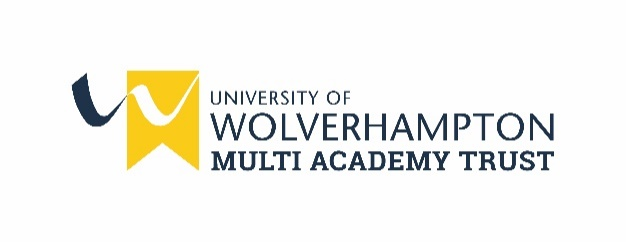 UNIVERSITY OF
WOLVERHAMPTON
MULTI ACADEMY TRUST